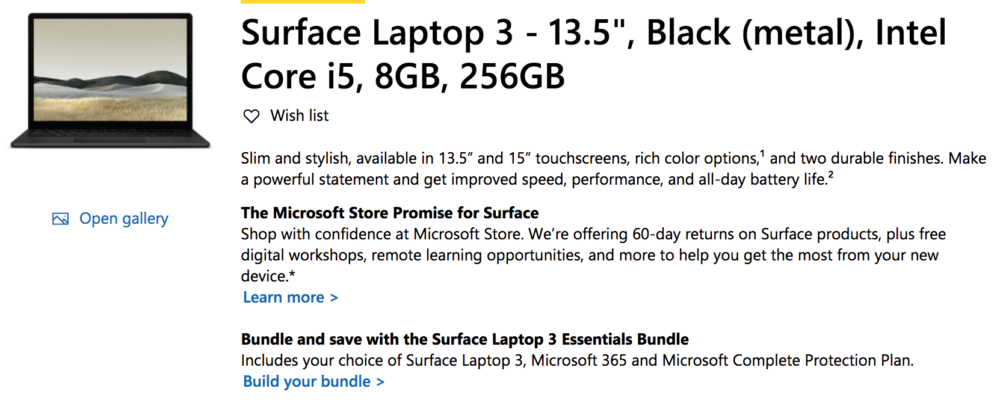 Surface Laptop 3 - 13.5", Black (metal), Intel
Core i5, 8GB, 256GB
Wish list
Slim and stylish, available in 13.5” and 15” touchscreens, rich color options,¹ and two durable finishes. Make
a powerful statement and get improved speed, performance, and all-day battery life.²
Open gallery
The Microsoft Store Promise for Surface
Shop with confidence at Microsoft Store. We’re offering 60-day returns on Surface products, plus free
digital workshops, remote learning opportunities, and more to help you get the most from your new
device.*
Learn more >
Bundle and save with the Surface Laptop 3 Essentials Bundle
Includes your choice of Surface Laptop 3, Microsoft 365 and Microsoft Complete Protection Plan.
Build your bundle >